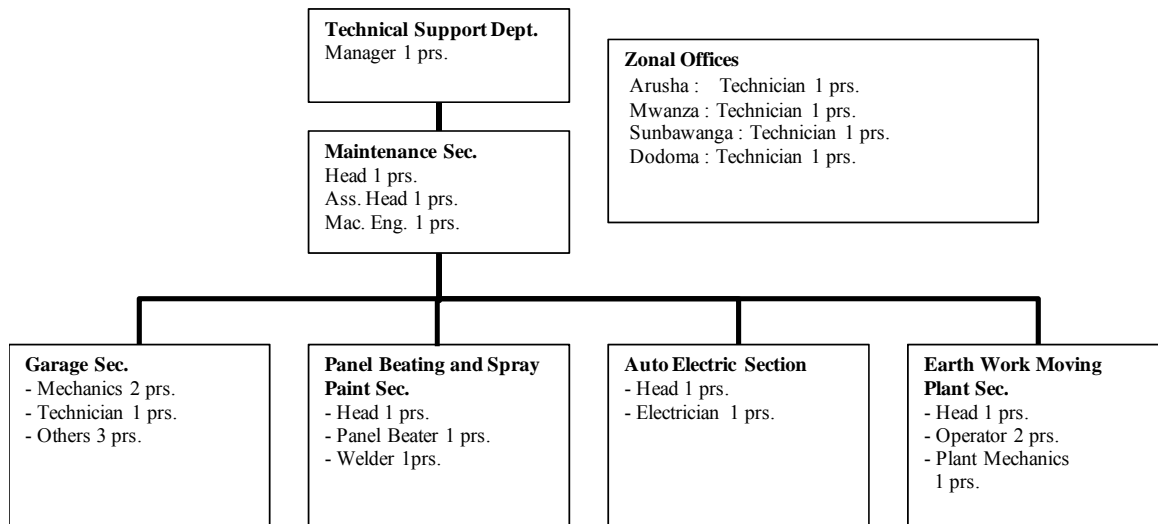 Technical Support Dept.
Manager 1 prs.
Zonal Offices
Arusha : Technician 1 prs.
Mwanza : Technician 1 prs.
Sunbawanga : Technician 1 prs.
Dodoma : Technician 1 prs.
Maintenance Sec.
Head 1 prs.
Ass. Head 1 prs.
Mac. Eng. 1 prs.
Garage Sec.
- Mechanics 2 prs.
- Technician 1 prs.
- Others 3 prs.
Panel Beating and Spray
Paint Sec.
- Head 1 prs.
- Panel Beater 1 prs.
- Welder 1prs.
Auto Electric Section
- Head 1 prs.
- Electrician 1 prs.
Earth Work Moving
Plant Sec.
- Head 1 prs.
- Operator 2 prs.
- Plant Mechanics
1 prs.